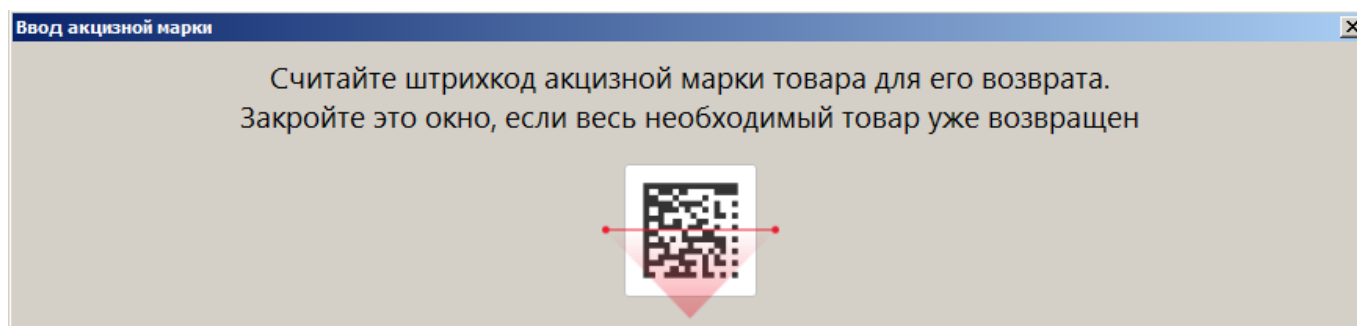 Ввод акцизной марки
Считайте штрихкод акцизной марки товара для его возврата.
Закройте это окно, если весь необходимый товар уже возвращен